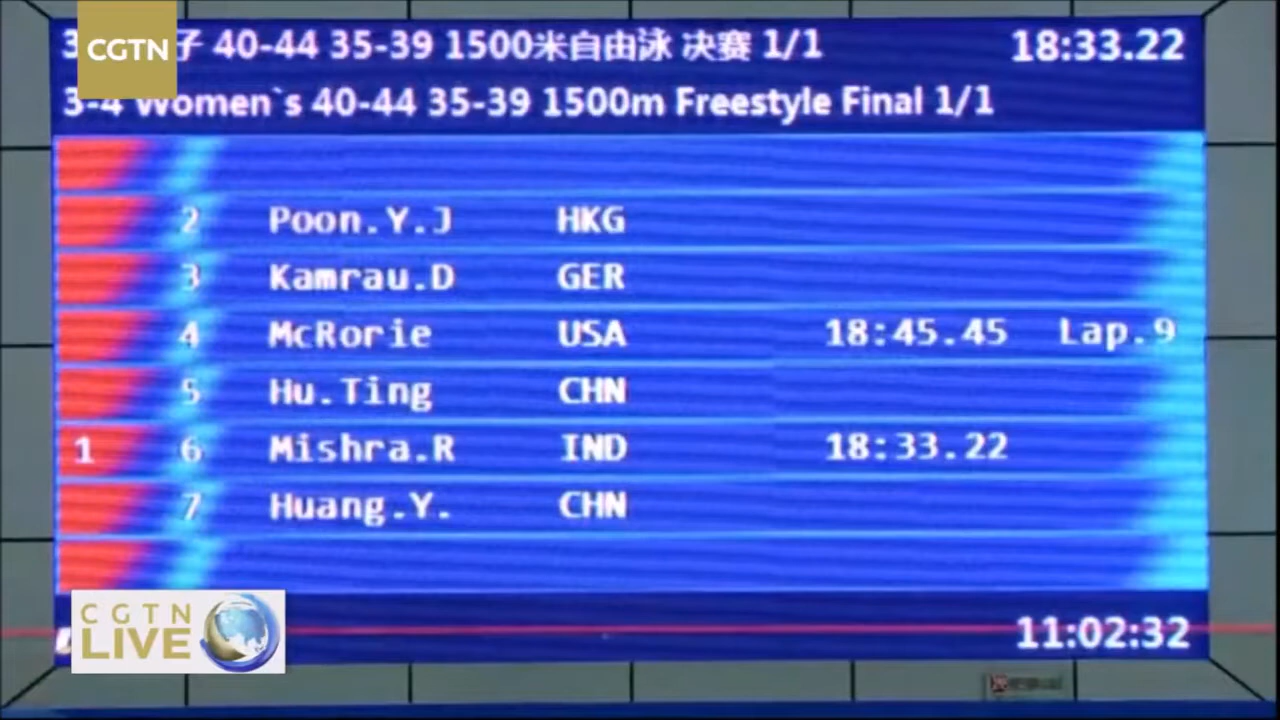 CGTN
3 子 40-44 35-39 1500米自由泳 决赛 1/1 18:33.22
3-4 Women`s 40-44 35-39 1500m Freestyle Final 1/1
2 Poon.Y.J HKG
3 Kamrau.D GER
4 McRorie USA 18:45.45 Lap.9
5 Hu.Ting CHN
1 6 Mishra.R IND 18:33.22
7 Huang.Y. CHN
11:02:32
CGTN
LIVE